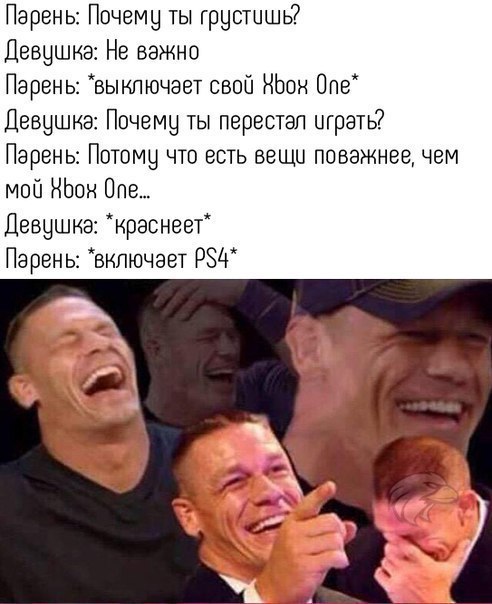 Парень: Почему ты грустишь?
Девушка: Не важно
Парень: *выключает свой Xbox One*
Девушка: Почему ты перестал играть?
Парень: Потому что есть вещи поважнее, чем
мой Xbox One...
Девушка: *краснеет*
Парень: *включает PS4*